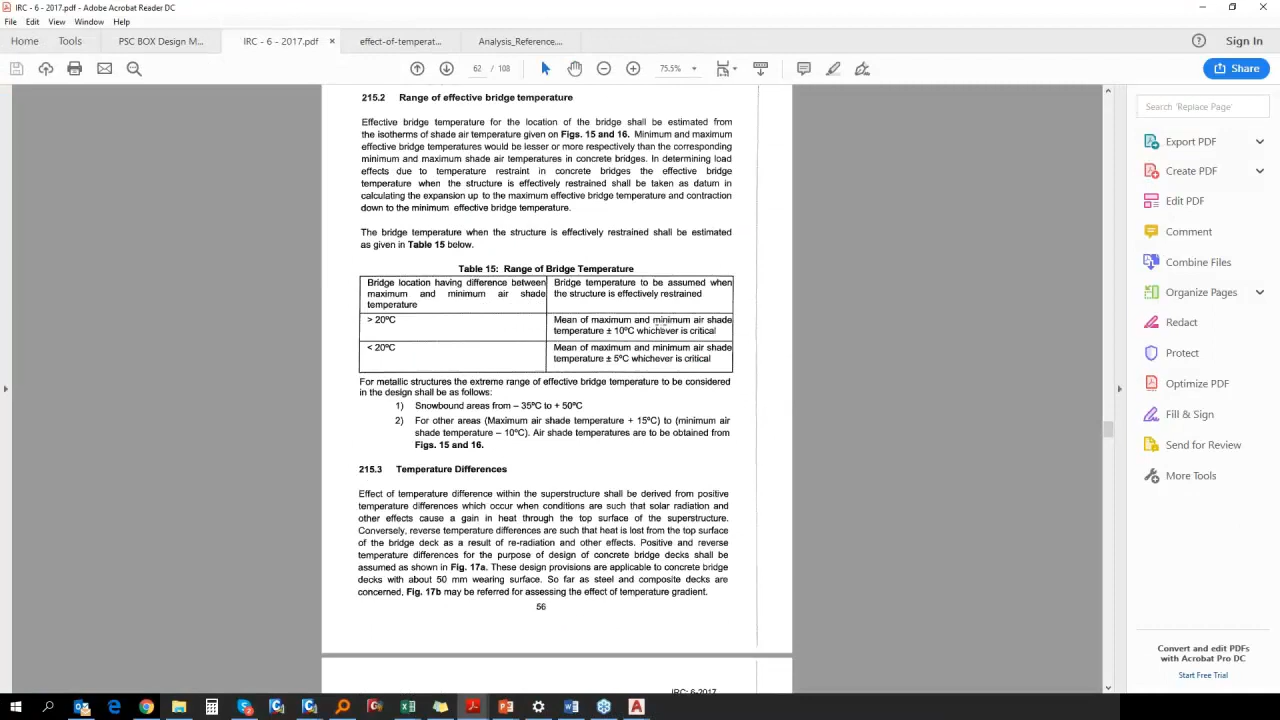 IRC - 6 - 2017.pdf - Adobe Acrobat Reader DC
File Edit View Window Help
Home Tools PSC BOX Design M... IRC - 6 - 2017.pdf × effect-of-temperat... Analysis_Reference.... Sign In
62 / 108 75.5% Share
215.2 Range of effective bridge temperature
Effective bridge temperature for the location of the bridge shall be estimated from
the isotherms of shade air temperature given on Figs. 15 and 16. Minimum and maximum
effective bridge temperatures would be lesser or more respectively than the corresponding
minimum and maximum shade air temperatures in concrete bridges. In determining load
effects due to temperature restraint in concrete bridges the effective bridge
temperature when the structure is effectively restrained shall be taken as datum in
calculating the expansion up to the maximum effective bridge temperature and contraction
down to the minimum effective bridge temperature.
The bridge temperature when the structure is effectively restrained shall be estimated
as given in Table 15 below.
Table 15: Range of Bridge Temperature
Bridge location having difference between
maximum and minimum air shade
temperature
Bridge temperature to be assumed when
the structure is effectively restrained
> 20ºC
Mean of maximum and minimum air shade
temperature ± 10ºC whichever is critical
< 20ºC
Mean of maximum and minimum air shade
temperature ± 5ºC whichever is critical
For metallic structures the extreme range of effective bridge temperature to be considered
in the design shall be as follows:
1) Snowbound areas from – 35ºC to + 50ºC
2) For other areas (Maximum air shade temperature + 15ºC) to (minimum air
shade temperature – 10ºC). Air shade temperatures are to be obtained from
Figs. 15 and 16.
215.3 Temperature Differences
Effect of temperature difference within the superstructure shall be derived from positive
temperature differences which occur when conditions are such that solar radiation and
other effects cause a gain in heat through the top surface of the superstructure.
Conversely, reverse temperature differences are such that heat is lost from the top surface
of the bridge deck as a result of re-radiation and other effects. Positive and reverse
temperature differences for the purpose of design of concrete bridge decks shall be
assumed as shown in Fig. 17a. These design provisions are applicable to concrete bridge
decks with about 50 mm wearing surface. So far as steel and composite decks are
concerned, Fig. 17b may be referred for assessing the effect of temperature gradient.
56
IRC: 6-2017
Search 'Replace Page'
Export PDF
Create PDF
Edit PDF
Comment
Combine Files
Organize Pages
Redact
Protect
Optimize PDF
Fill & Sign
Send for Review
More Tools
Convert and edit PDFs
with Acrobat Pro DC
Start Free Trial